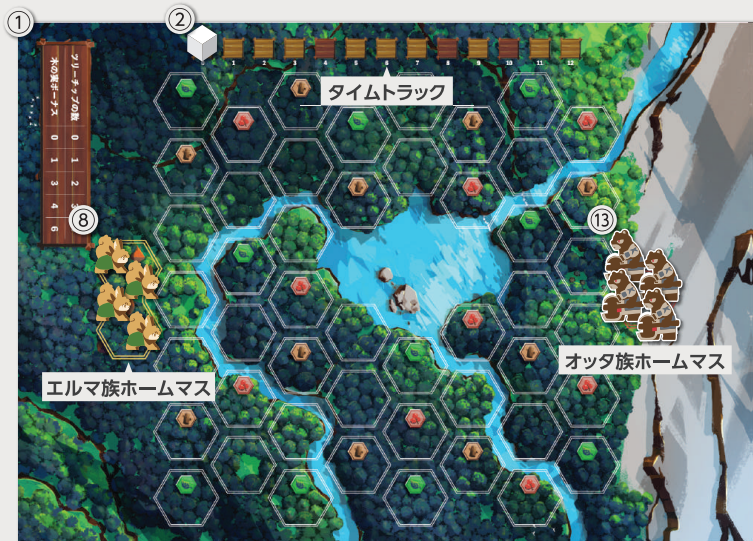 ①
②
1 2 3 4 5 6 7 8 9 10 11 12
タイムトラック
ツリーチップの数 0 1 2 3
木の実ボーナス 0 1 3 4 6
⑧
エルマ族ホームマス
⑬
オッタ族ホームマス